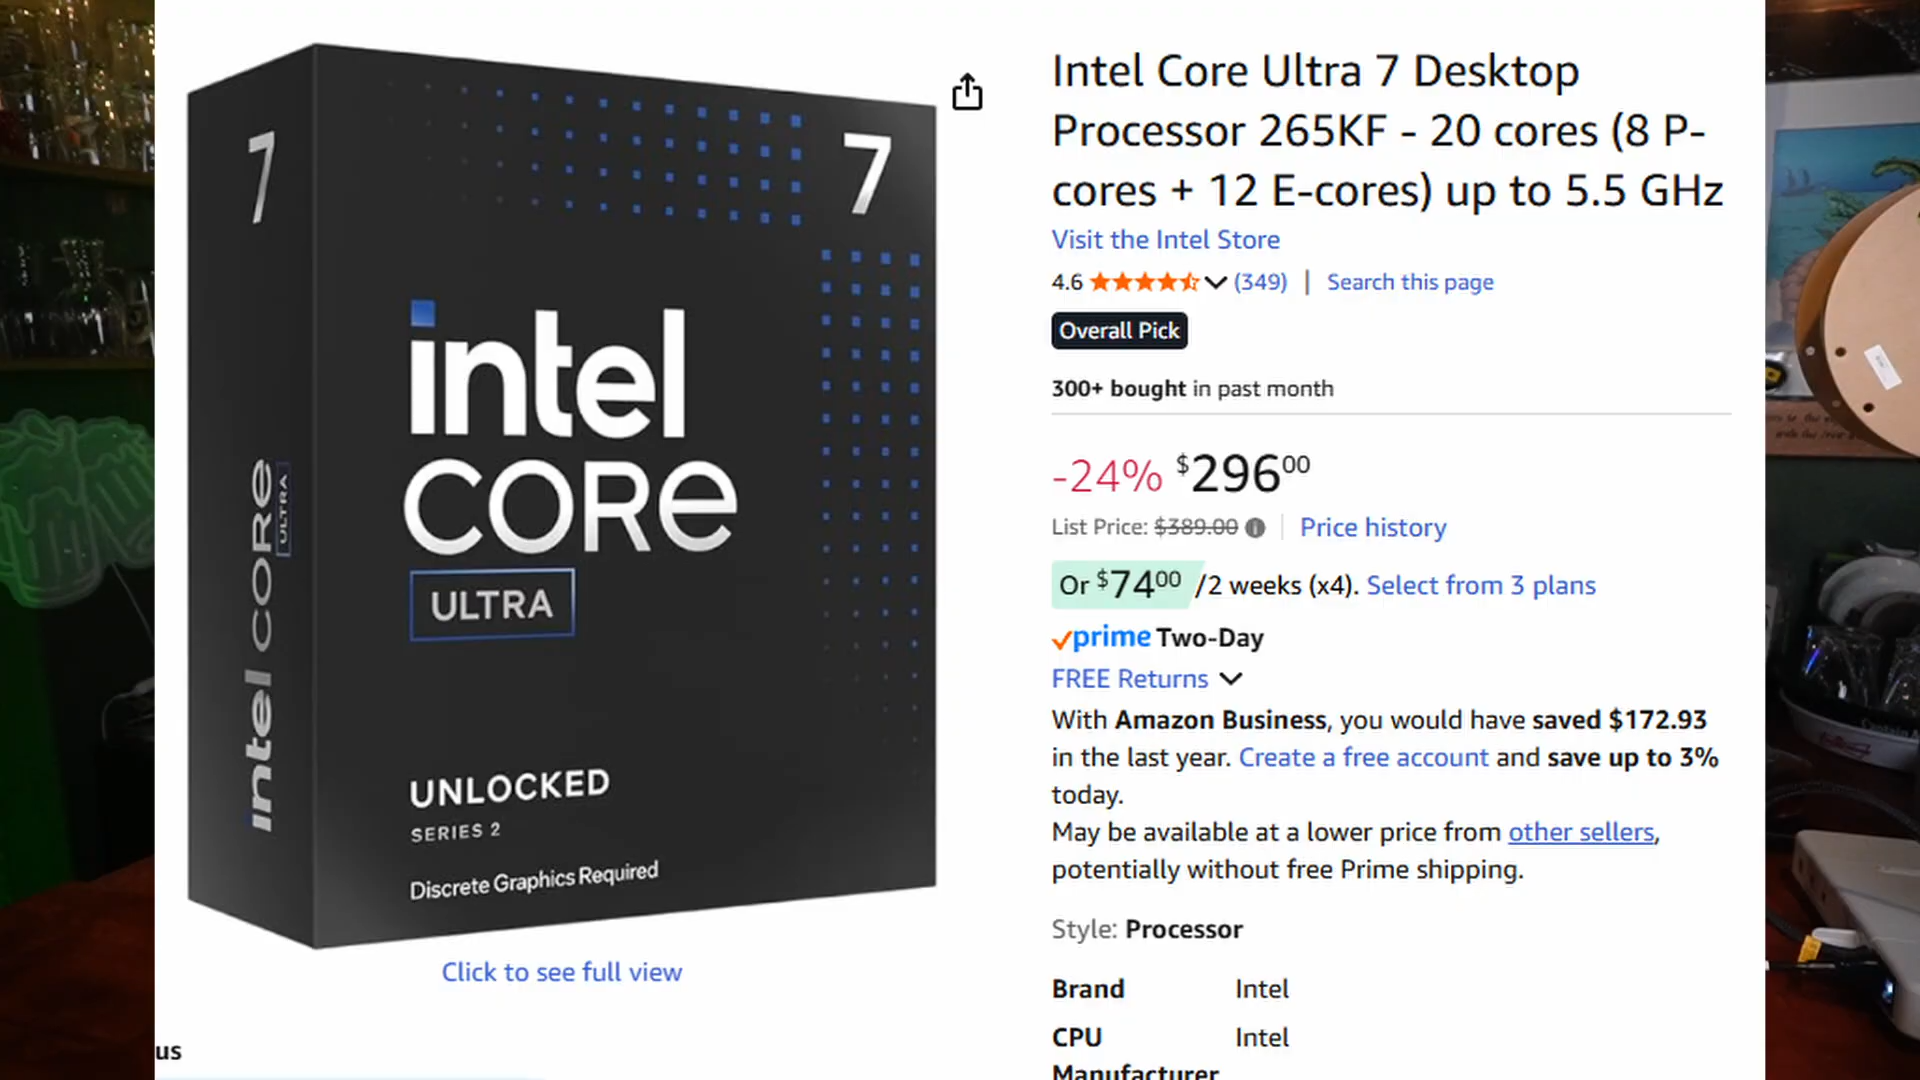 7
7
intel
CORE
ULTRA
intel CORE
ULTRA
UNLOCKED
SERIES 2
Discrete Graphics Required
Click to see full view
us
Intel Core Ultra 7 Desktop
Processor 265KF - 20 cores (8 P-
cores + 12 E-cores) up to 5.5 GHz
Visit the Intel Store
4.6 (349) | Search this page
Overall Pick
300+ bought in past month
-24% $29600
List Price: $389.00 Price history
Or $7400 /2 weeks (x4). Select from 3 plans
prime Two-Day
FREE Returns
With Amazon Business, you would have saved $172.93
in the last year. Create a free account and save up to 3%
today.
May be available at a lower price from other sellers,
potentially without free Prime shipping.
Style: Processor
Brand Intel
CPU Intel
Manufacturer